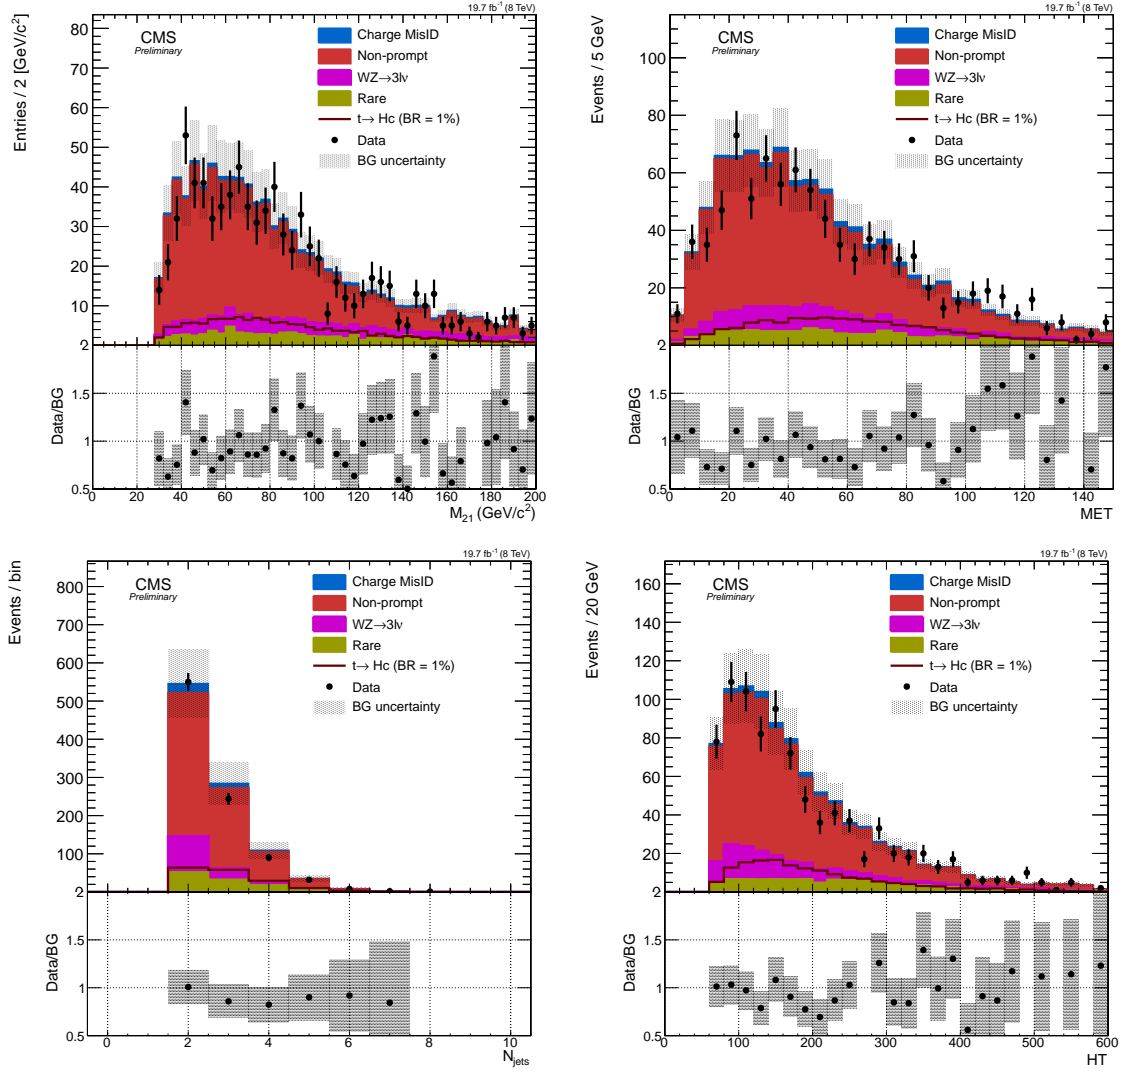 19.7 fb⁻¹ (8 TeV)
Entries / 2 [GeV/c²]
CMS
Preliminary
Charge MisID
Non-prompt
WZ→3lν
Rare
t→ Hc (BR = 1%)
Data
BG uncertainty
80
70
60
50
40
30
20
10
2
1.5
1
0.5
Data/BG
0 20 40 60 80 100 120 140 160 180 200
M₂₁ (GeV/c²)
19.7 fb⁻¹ (8 TeV)
Events / 5 GeV
CMS
Preliminary
Charge MisID
Non-prompt
WZ→3lν
Rare
t→ Hc (BR = 1%)
Data
BG uncertainty
100
80
60
40
20
2
1.5
1
0.5
Data/BG
0 20 40 60 80 100 120 140
MET
19.7 fb⁻¹ (8 TeV)
Events / bin
CMS
Preliminary
Charge MisID
Non-prompt
WZ→3lν
Rare
t→ Hc (BR = 1%)
Data
BG uncertainty
800
700
600
500
400
300
200
100
2
1.5
1
0.5
Data/BG
0 2 4 6 8 10
N_jets
19.7 fb⁻¹ (8 TeV)
Events / 20 GeV
CMS
Preliminary
Charge MisID
Non-prompt
WZ→3lν
Rare
t→ Hc (BR = 1%)
Data
BG uncertainty
160
140
120
100
80
60
40
20
2
1.5
1
0.5
Data/BG
0 100 200 300 400 500 600
HT